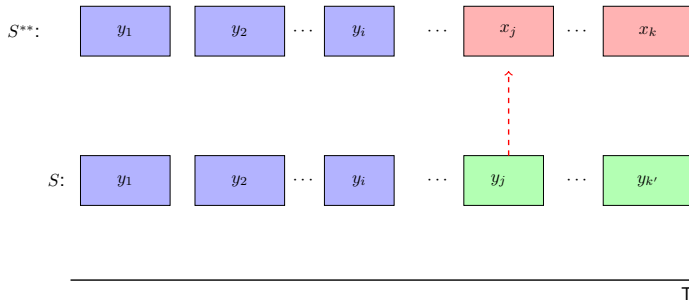 S**: y₁ y₂ ··· yᵢ ··· xⱼ ··· xₖ
S: y₁ y₂ ··· yᵢ ··· yⱼ ··· yₖ′